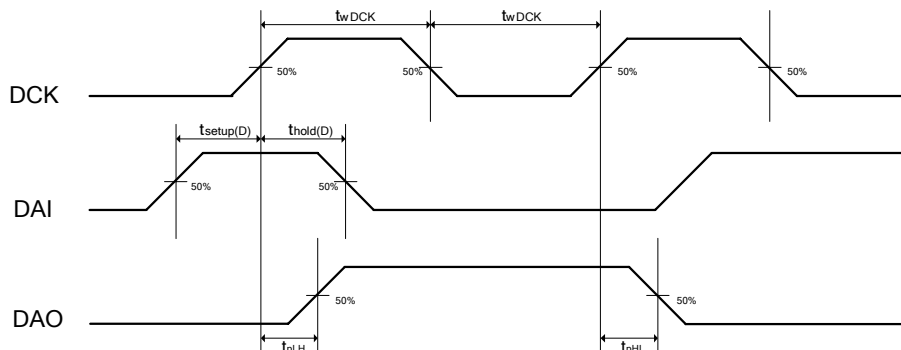 twDCK twDCK
50% 50% 50% 50%
DCK
tsetup(D) thold(D)
50% 50%
DAI
50% 50%
DAO
tpLH tpHL